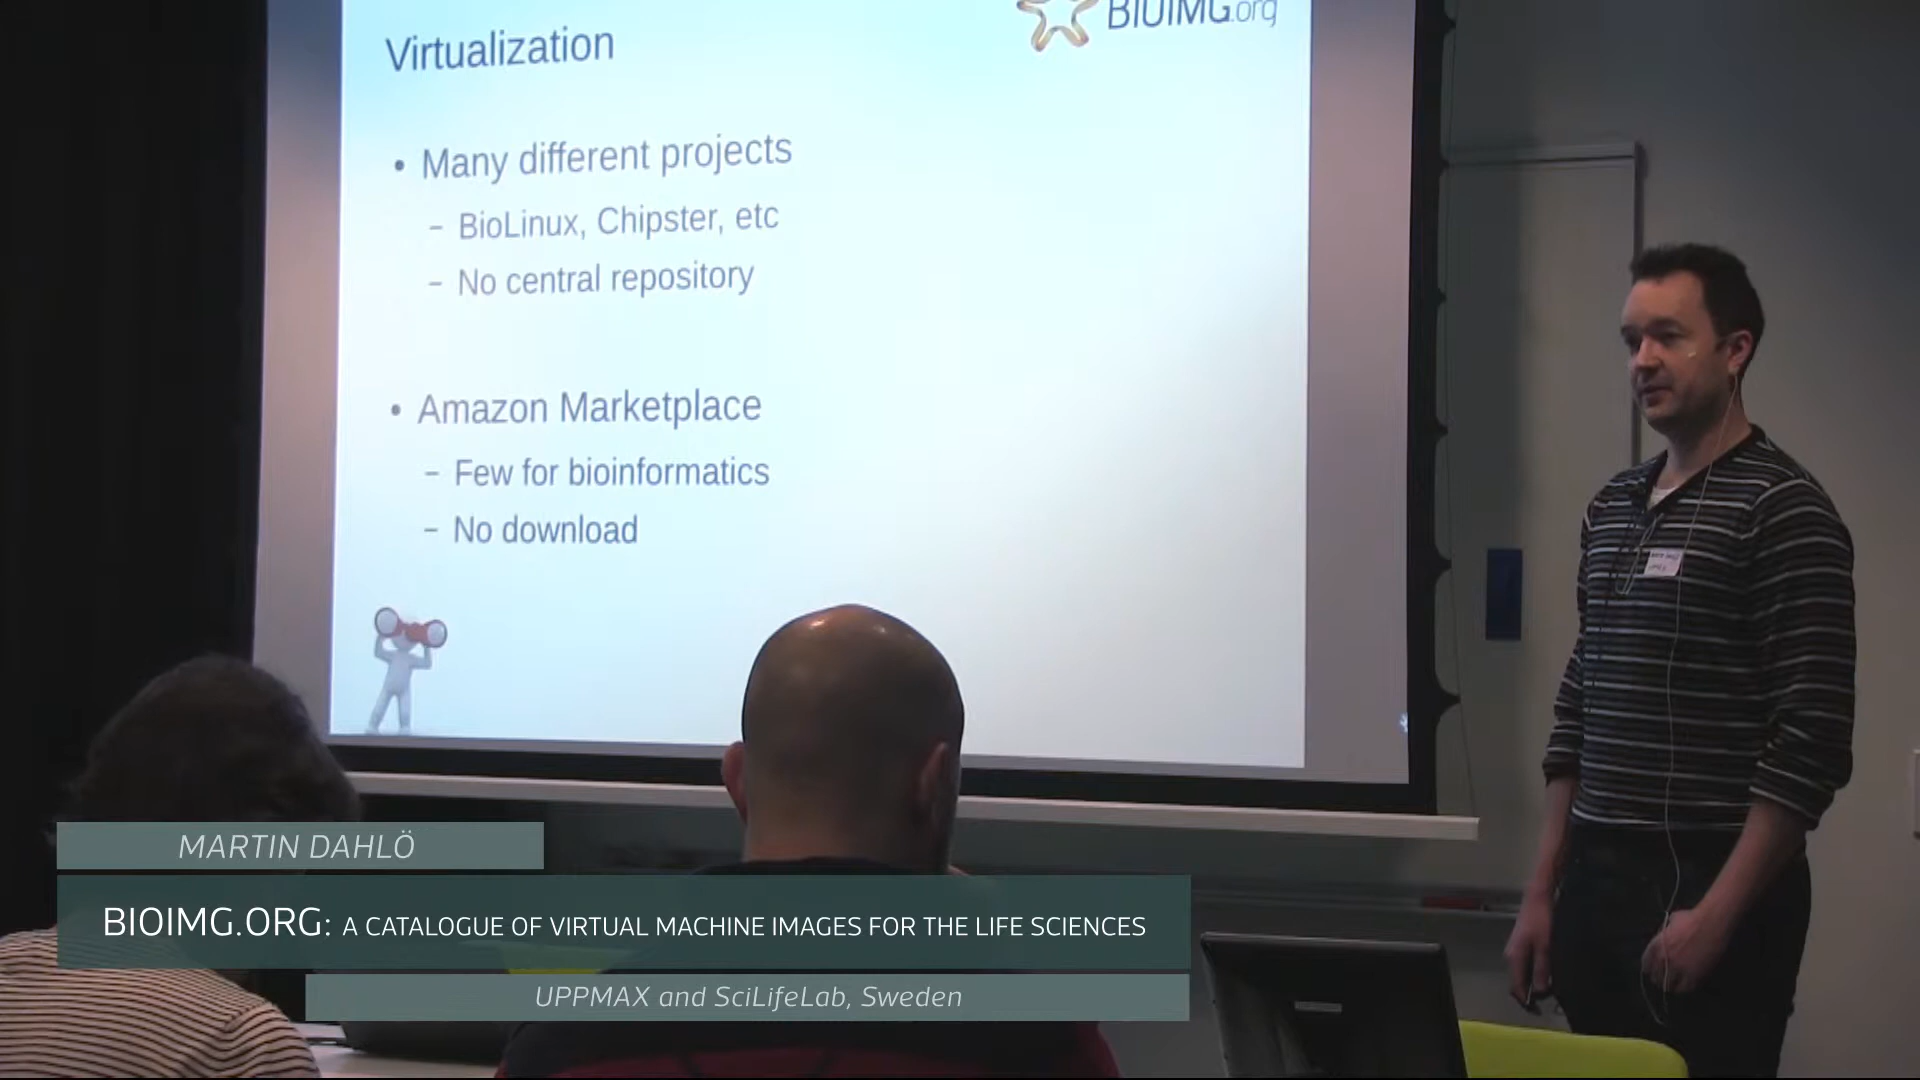 BIOIMG.org
Virtualization
• Many different projects
– BioLinux, Chipster, etc
– No central repository
• Amazon Marketplace
– Few for bioinformatics
– No download
MARTIN DAHLÖ
BIOIMG.ORG: A CATALOGUE OF VIRTUAL MACHINE IMAGES FOR THE LIFE SCIENCES
UPPMAX and SciLifeLab, Sweden